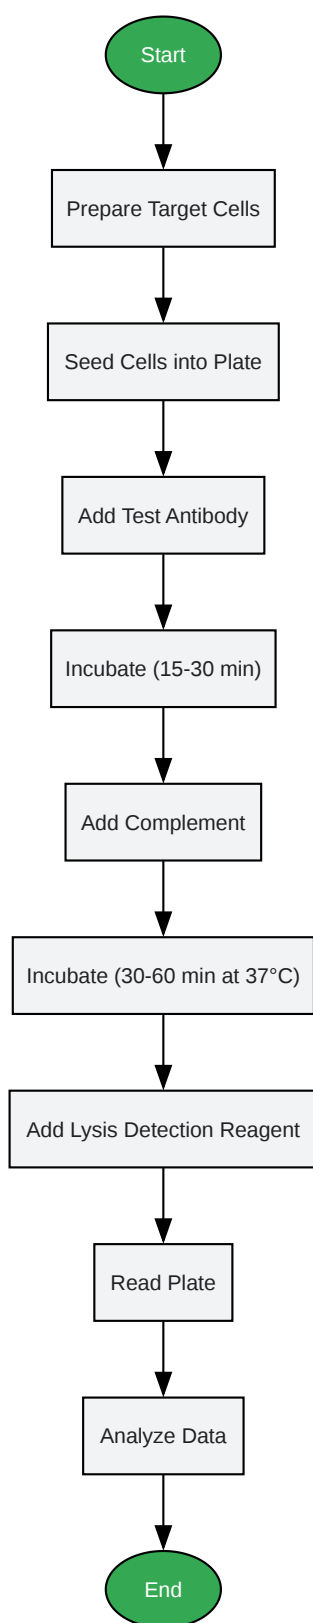 Start
Prepare Target Cells
Seed Cells into Plate
Add Test Antibody
Incubate (15-30 min)
Add Complement
Incubate (30-60 min at 37°C)
Add Lysis Detection Reagent
Read Plate
Analyze Data
End